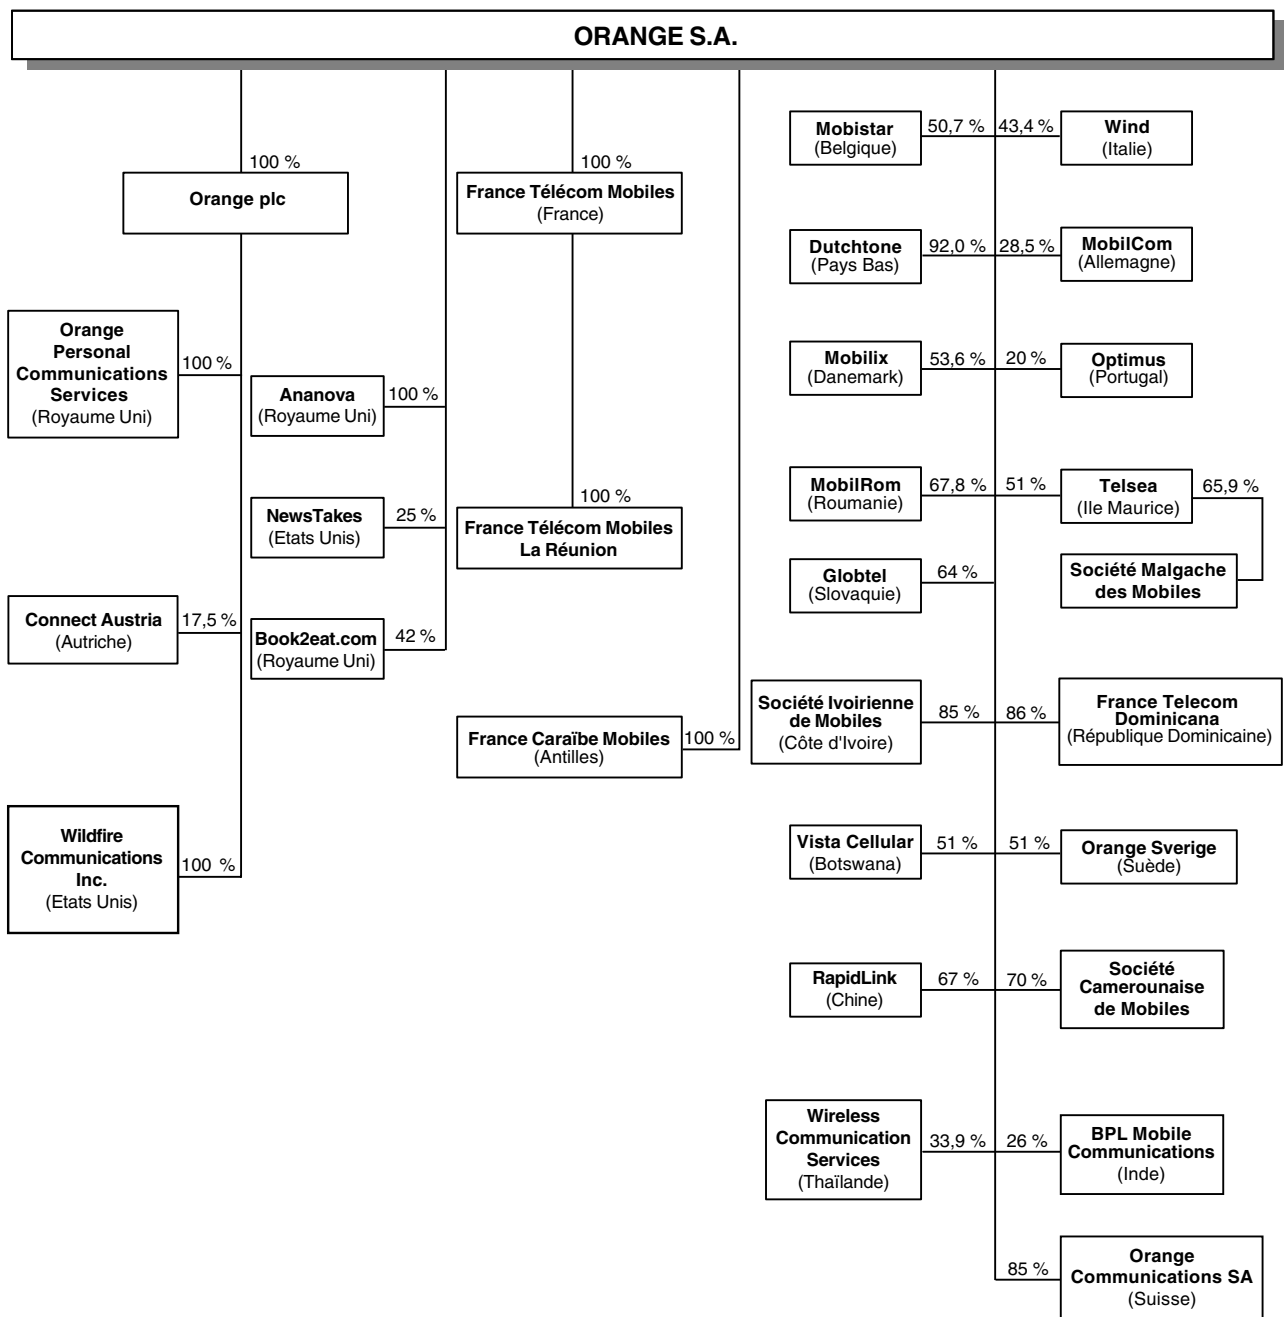 ORANGE S.A.
100 %
Orange plc
Orange
Personal
Communications
Services
(Royaume Uni)
100 %
Connect Austria
(Autriche)
17,5 %
Wildfire
Communications
Inc.
(Etats Unis)
100 %
Ananova
(Royaume Uni)
100 %
NewsTakes
(Etats Unis)
25 %
Book2eat.com
(Royaume Uni)
42 %
100 %
France Télécom Mobiles
(France)
100 %
France Télécom Mobiles
La Réunion
France Caraïbe Mobiles
(Antilles)
100 %
Mobistar
(Belgique)
50,7 %
43,4 %
Wind
(Italie)
Dutchtone
(Pays Bas)
92,0 %
28,5 %
MobilCom
(Allemagne)
Mobilix
(Danemark)
53,6 %
20 %
Optimus
(Portugal)
MobilRom
(Roumanie)
67,8 %
51 %
Telsea
(Ile Maurice)
65,9 %
Société Malgache
des Mobiles
Globtel
(Slovaquie)
64 %
Société Ivoirienne
de Mobiles
(Côte d'Ivoire)
85 %
86 %
France Telecom
Dominicana
(République Dominicaine)
Vista Cellular
(Botswana)
51 %
51 %
Orange Sverige
(Suède)
RapidLink
(Chine)
67 %
70 %
Société
Camerounaise
de Mobiles
Wireless
Communication
Services
(Thaïlande)
33,9 %
26 %
BPL Mobile
Communications
(Inde)
85 %
Orange
Communications SA
(Suisse)